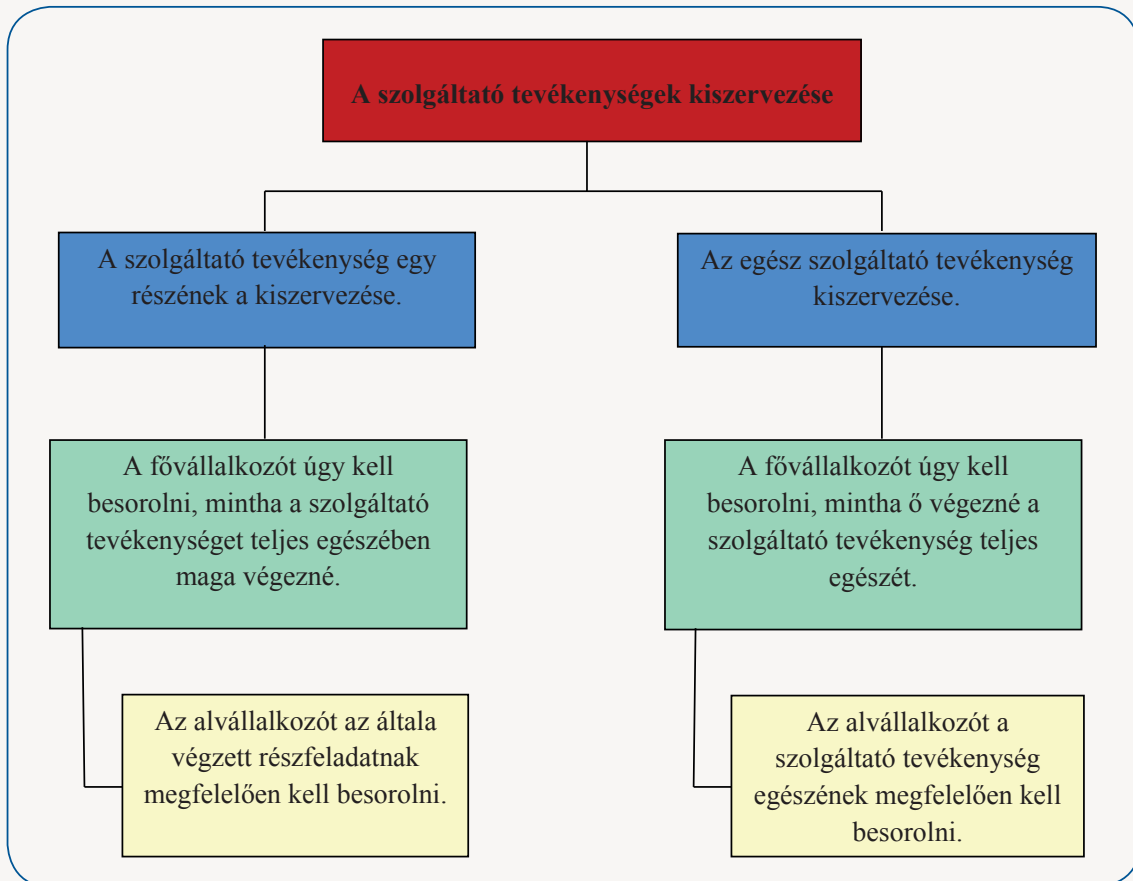 A szolgáltató tevékenységek kiszervezése
A szolgáltató tevékenység egy
részének a kiszervezése.
Az egész szolgáltató tevékenység
kiszervezése.
A fővállalkozót úgy kell
besorolni, mintha a szolgáltató
tevékenységet teljes egészében
maga végezné.
A fővállalkozót úgy kell
besorolni, mintha ő végezné a
szolgáltató tevékenység teljes
egészét.
Az alvállalkozót az általa
végzett részfeladatnak
megfelelően kell besorolni.
Az alvállalkozót a
szolgáltató tevékenység
egészének megfelelően kell
besorolni.